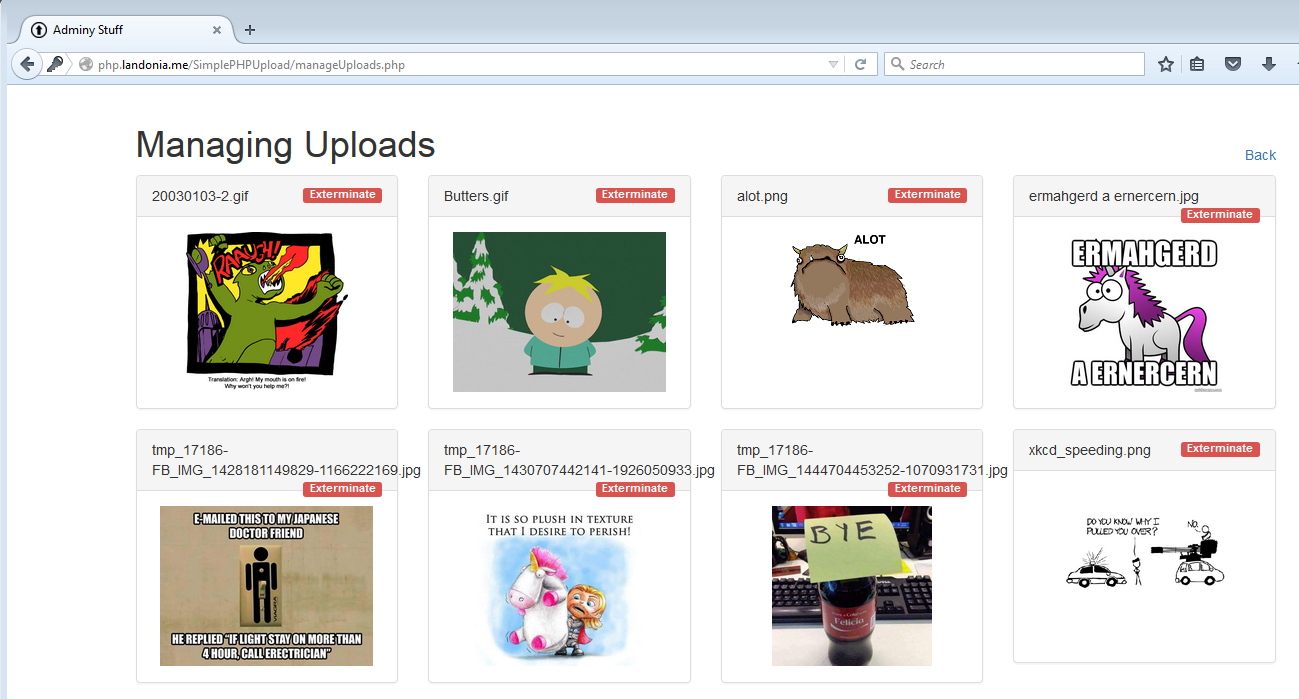 Adminy Stuff
php.landonia.me/SimplePHPUpload/manageUploads.php
Search
Managing Uploads
Back
20030103-2.gif
Exterminate
RAAUGH!
Translation: Argh! My mouth is on fire!
Why won't you help me?!
Butters.gif
Exterminate
alot.png
Exterminate
ALOT
ermahgerd a ernercern.jpg
Exterminate
ERMAHGERD
A ERNERCERN
tmp_17186-
FB_IMG_1428181149829-1166222169.jpg
Exterminate
E-MAILED THIS TO MY JAPANESE
DOCTOR FRIEND
VIAGRA
HE REPLIED "IF LIGHT STAY ON MORE THAN
4 HOUR, CALL ERECTRICIAN"
tmp_17186-
FB_IMG_1430707442141-1926050933.jpg
Exterminate
IT IS SO PLUSH IN TEXTURE
THAT I DESIRE TO PERISH!
tmp_17186-
FB_IMG_1444704453252-1070931731.jpg
Exterminate
BYE
Felicia
xkcd_speeding.png
Exterminate
DO YOU KNOW WHY I
PULLED YOU OVER?
NO.